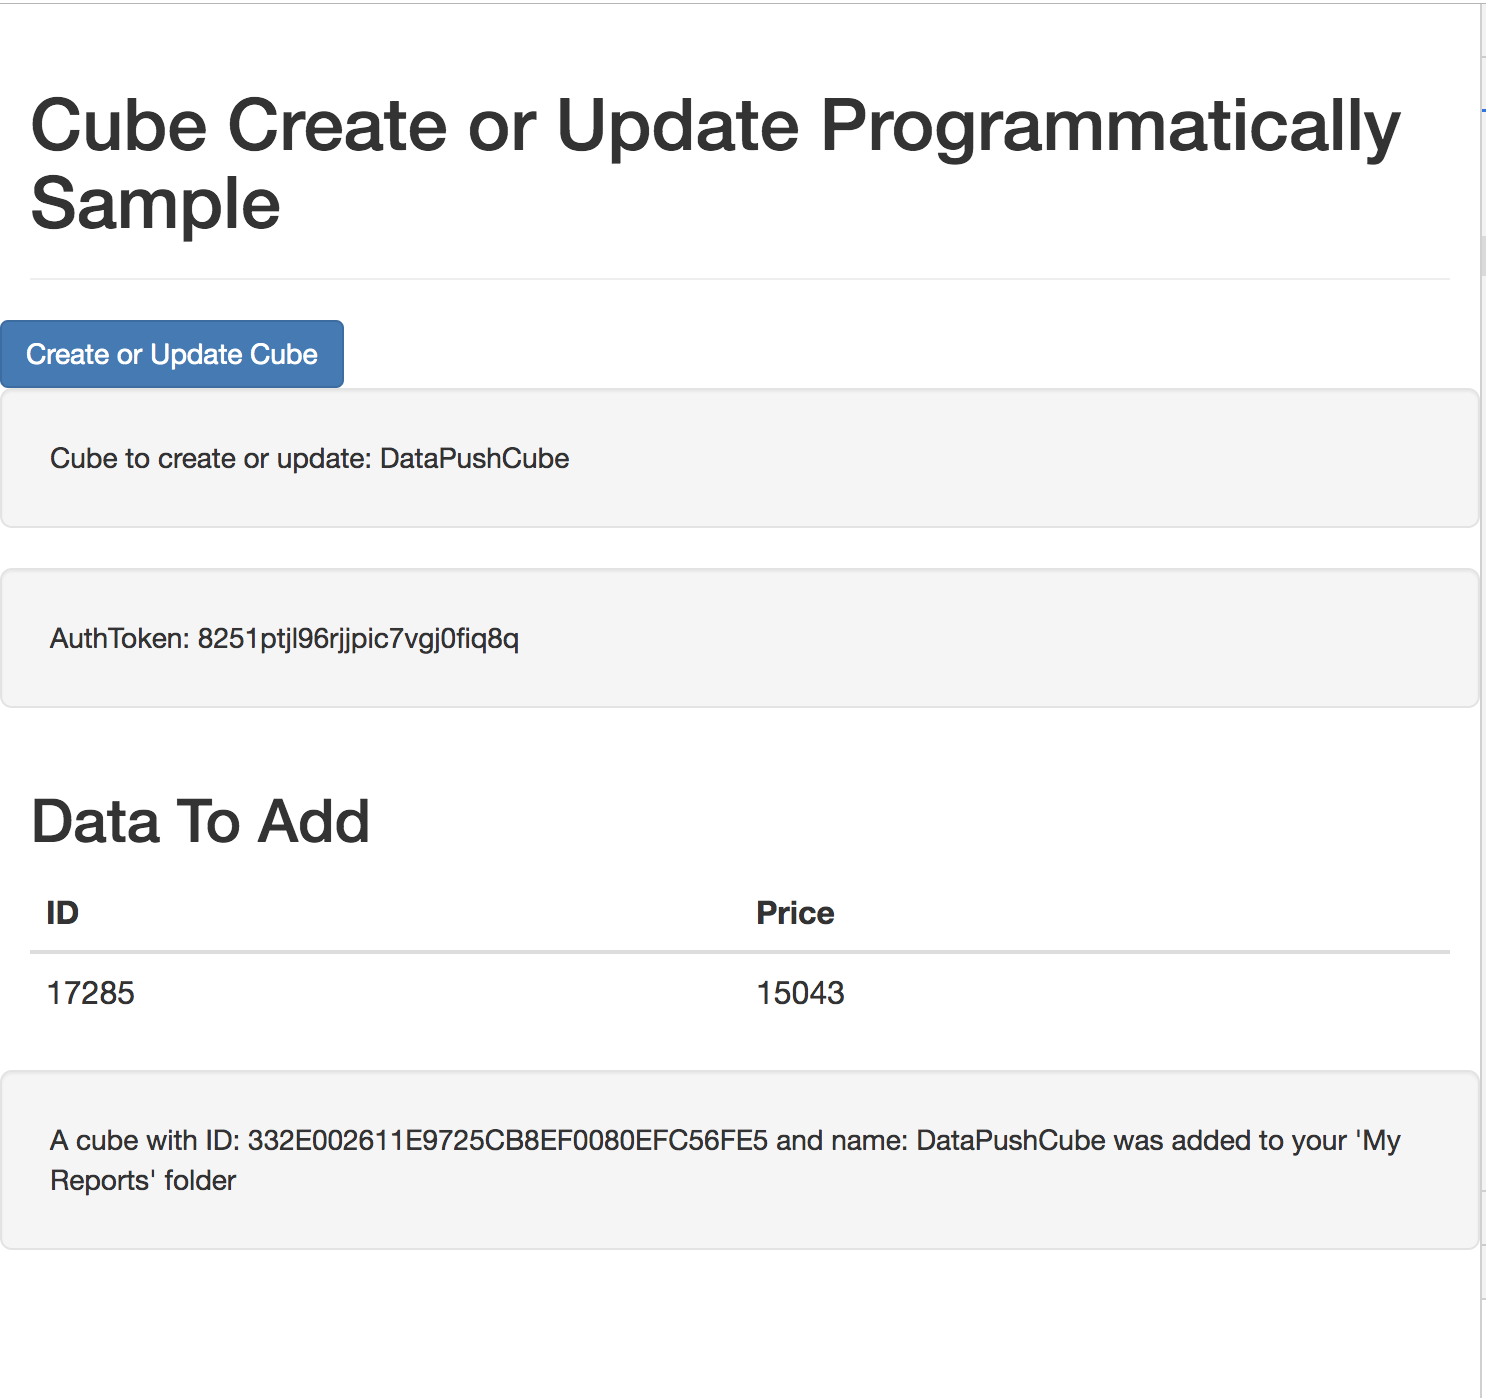 Cube Create or Update Programmatically
Sample
Create or Update Cube
Cube to create or update: DataPushCube
AuthToken: 8251ptjl96rjjpic7vgj0fiq8q
Data To Add
ID Price
17285 15043
A cube with ID: 332E002611E9725CB8EF0080EFC56FE5 and name: DataPushCube was added to your 'My
Reports' folder